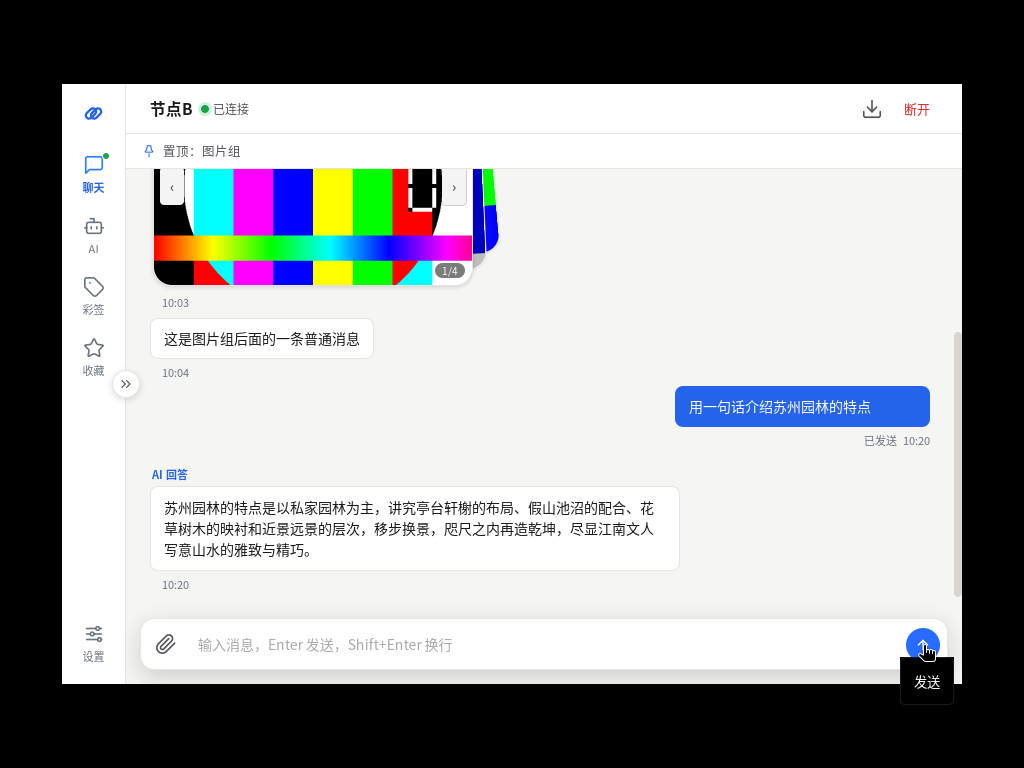 节点B 已连接 断开
置顶：图片组
聊天
AI
彩签
收藏
设置
‹ ›
1/4
10:03
这是图片组后面的一条普通消息
10:04
用一句话介绍苏州园林的特点
已发送 10:20
AI 回答
苏州园林的特点是以私家园林为主，讲究亭台轩榭的布局、假山池沼的配合、花
草树木的映衬和近景远景的层次，移步换景，咫尺之内再造乾坤，尽显江南文人
写意山水的雅致与精巧。
10:20
输入消息，Enter 发送，Shift+Enter 换行
发送